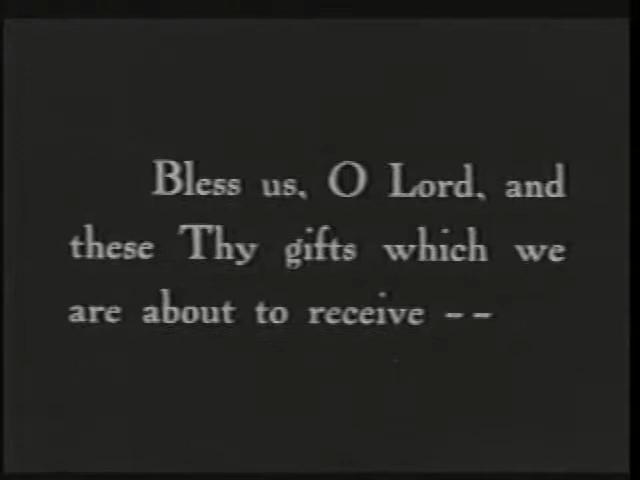 Bless us, O Lord, and
these Thy gifts which we
are about to receive --